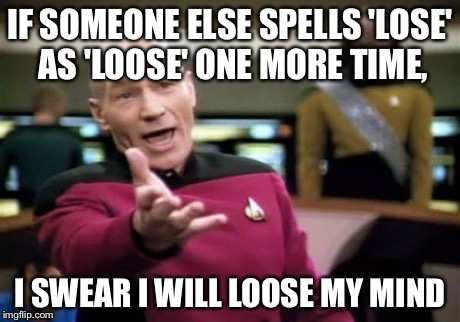 IF SOMEONE ELSE SPELLS 'LOSE'
AS 'LOOSE' ONE MORE TIME,
I SWEAR I WILL LOOSE MY MIND
imgflip.com